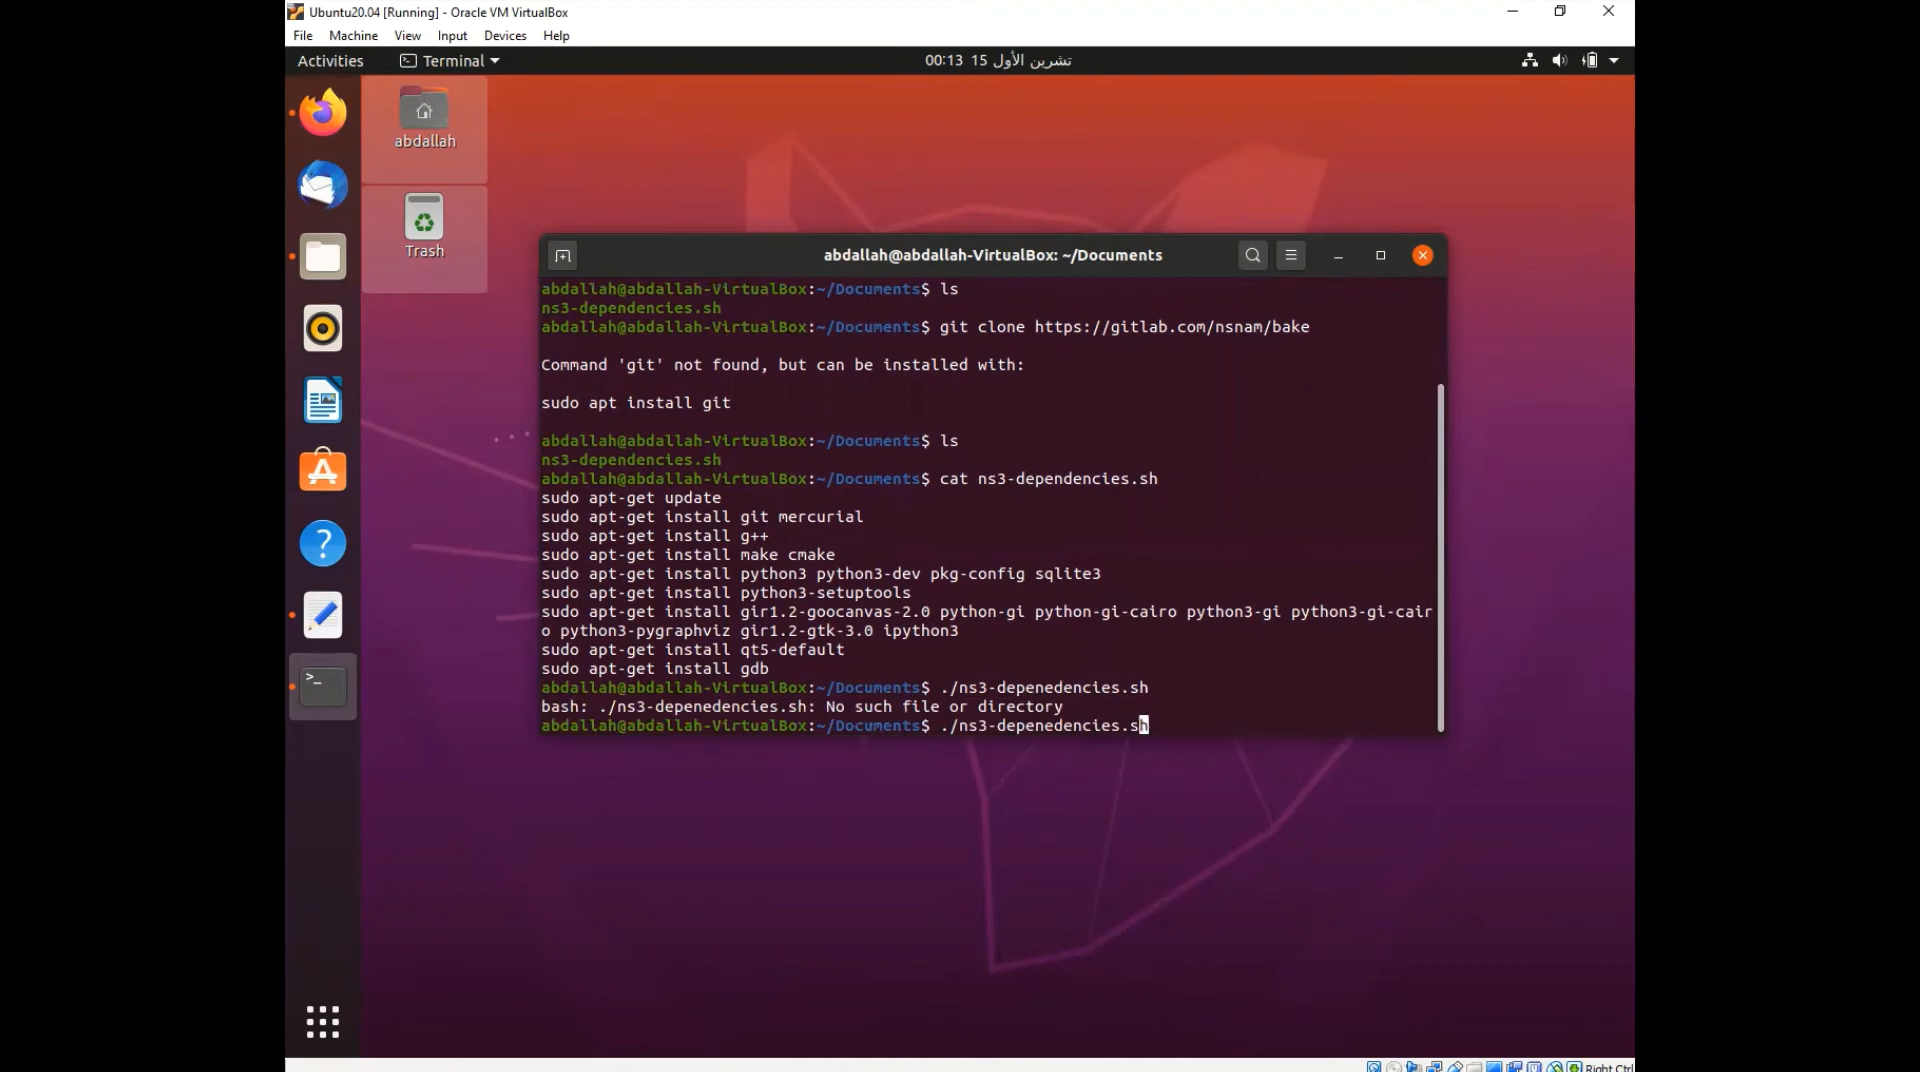 Ubuntu20.04 [Running] - Oracle VM VirtualBox
File Machine View Input Devices Help
Activities Terminal 00:13 15 تشرين الأول
abdallah
Trash
abdallah@abdallah-VirtualBox: ~/Documents
abdallah@abdallah-VirtualBox:~/Documents$ ls
ns3-dependencies.sh
abdallah@abdallah-VirtualBox:~/Documents$ git clone https://gitlab.com/nsnam/bake
Command 'git' not found, but can be installed with:
sudo apt install git
abdallah@abdallah-VirtualBox:~/Documents$ ls
ns3-dependencies.sh
abdallah@abdallah-VirtualBox:~/Documents$ cat ns3-dependencies.sh
sudo apt-get update
sudo apt-get install git mercurial
sudo apt-get install g++
sudo apt-get install make cmake
sudo apt-get install python3 python3-dev pkg-config sqlite3
sudo apt-get install python3-setuptools
sudo apt-get install gir1.2-goocanvas-2.0 python-gi python-gi-cairo python3-gi python3-gi-cair
o python3-pygraphviz gir1.2-gtk-3.0 ipython3
sudo apt-get install qt5-default
sudo apt-get install gdb
abdallah@abdallah-VirtualBox:~/Documents$ ./ns3-depenedencies.sh
bash: ./ns3-depenedencies.sh: No such file or directory
abdallah@abdallah-VirtualBox:~/Documents$ ./ns3-depenedencies.sh
Right Ctrl